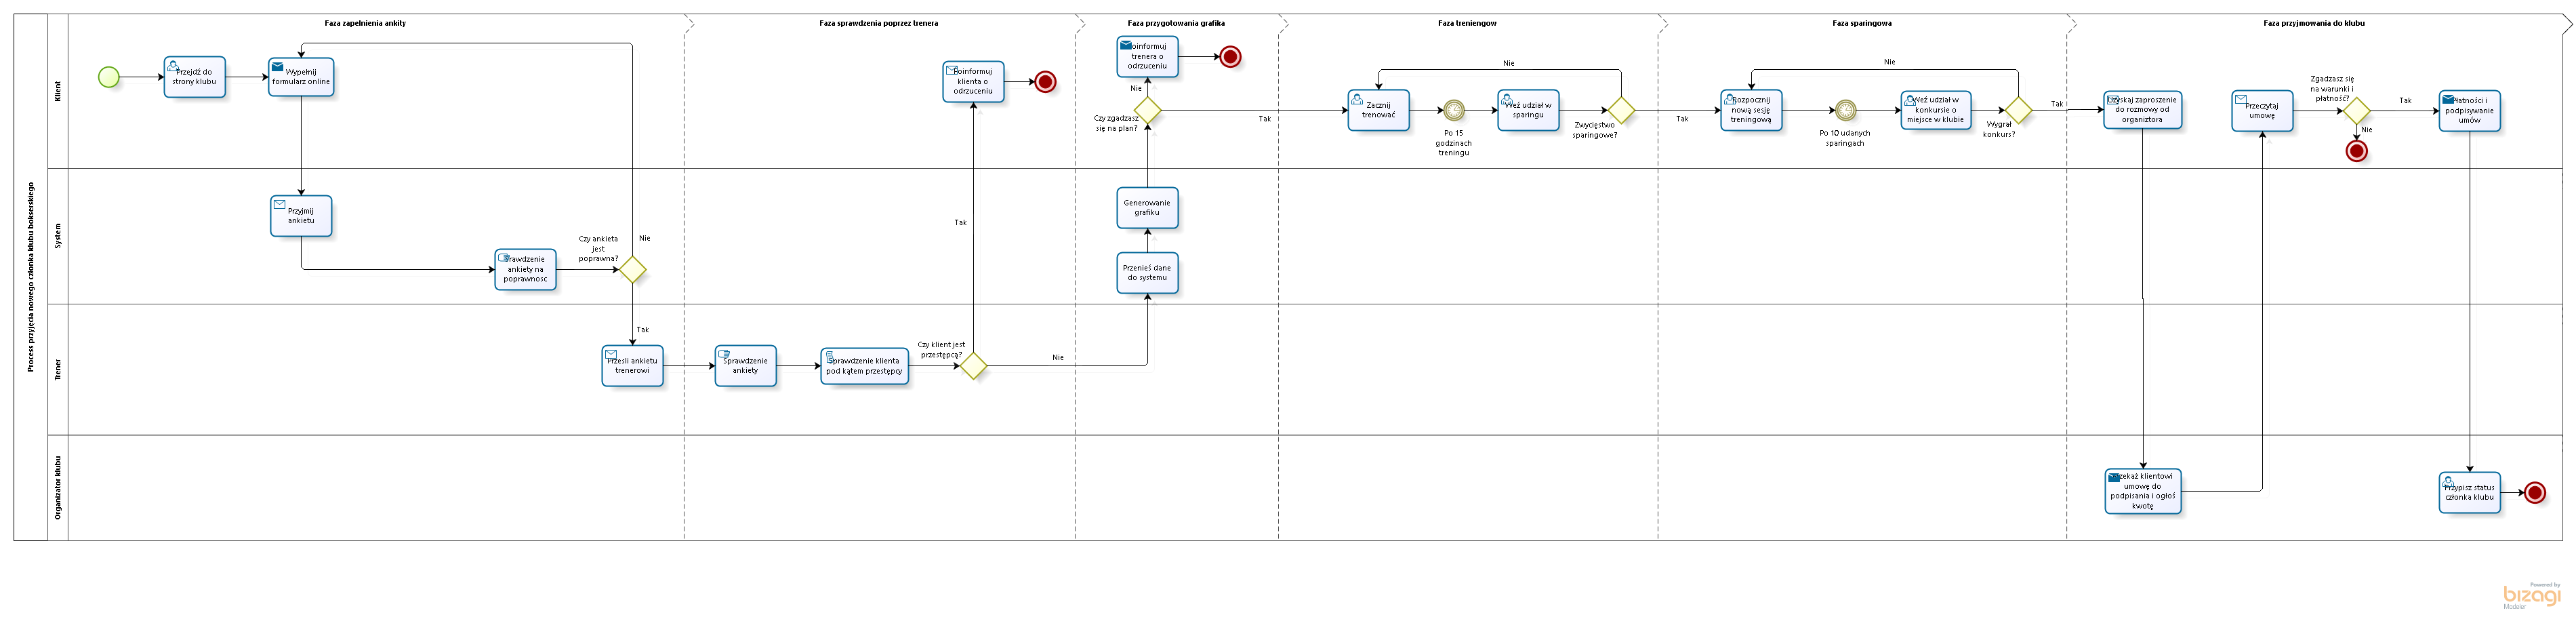 Process przyjęcia nowego członka klubu bokserskiego
Faza zapełnienia ankity
Faza sprawdzenia poprzez trenera
Faza przygotowania grafika
Faza treniengow
Faza sparingowa
Faza przyjmowania do klubu
Klient
Przejdź do
strony klubu
Wypełnij
formularz online
Poinformuj
klienta o
odrzuceniu
Poinformuj
trenera o
odrzuceniu
Nie
Czy zgadzasz
się na plan?
Tak
Nie
Zacznij
trenować
Po 15
godzinach
treningu
Weź udział w
sparingu
Zwycięstwo
sparingowe?
Tak
Nie
Rozpocznij
nową sesję
treningową
Po 10 udanych
sparingach
Weź udział w
konkursie o
miejsce w klubie
Wygrał
konkurs?
Tak
Uzyskaj zaproszenie
do rozmowy od
organiztora
Przeczytaj
umowę
Zgadzasz się
na warunki i
płatność?
Tak
Nie
Płatności i
podpisywanie
umów
System
Przyjmij
ankietu
Sprawdzenie
ankiety na
poprawnosc
Czy ankieta
jest
poprawna?
Nie
Tak
Generowanie
grafiku
Przenieś dane
do systemu
Trener
Tak
Prześli ankietu
trenerowi
Sprawdzenie
ankiety
Sprawdzenie klienta
pod kątem przestępcy
Czy klient jest
przestępcą?
Nie
Organizator klubu
Przekaż klientowi
umowę do
podpisania i ogłoś
kwotę
Przypisz status
członka klubu
Powered by
bizagi
Modeler